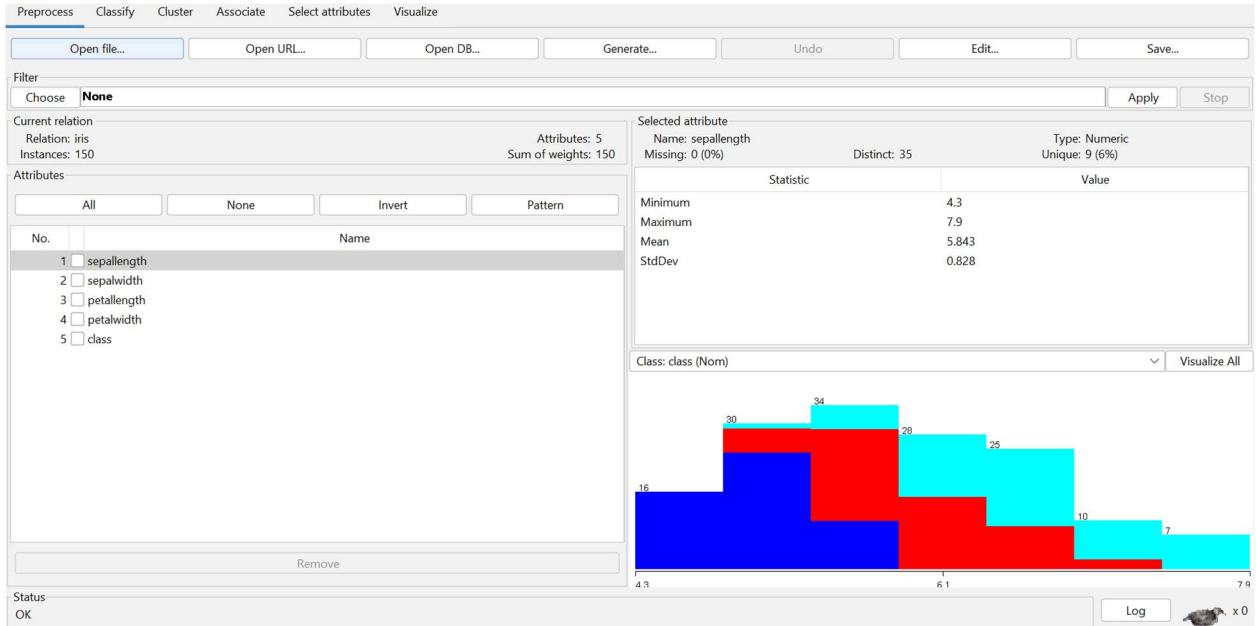 Preprocess Classify Cluster Associate Select attributes Visualize
Open file... Open URL... Open DB... Generate... Undo Edit... Save...
Filter
Choose None Apply Stop
Current relation
Relation: iris Attributes: 5
Instances: 150 Sum of weights: 150
Attributes
All None Invert Pattern
No. Name
1 sepallength
2 sepalwidth
3 petallength
4 petalwidth
5 class
Remove
Selected attribute
Name: sepallength Type: Numeric
Missing: 0 (0%) Distinct: 35 Unique: 9 (6%)
Statistic Value
Minimum 4.3
Maximum 7.9
Mean 5.843
StdDev 0.828
Class: class (Nom) Visualize All
34
30
28
25
16
10
7
4.3 6.1 7.9
Status
OK
Log x 0